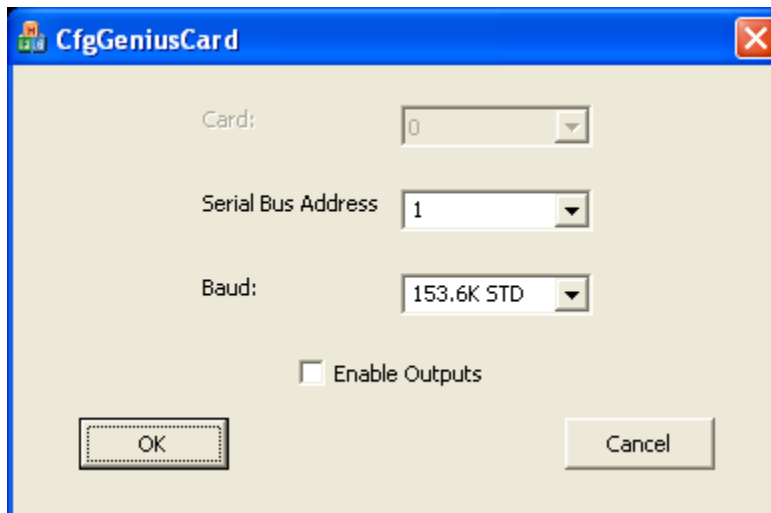 CfgGeniusCard
Card: 0
Serial Bus Address 1
Baud: 153.6K STD
Enable Outputs
OK Cancel